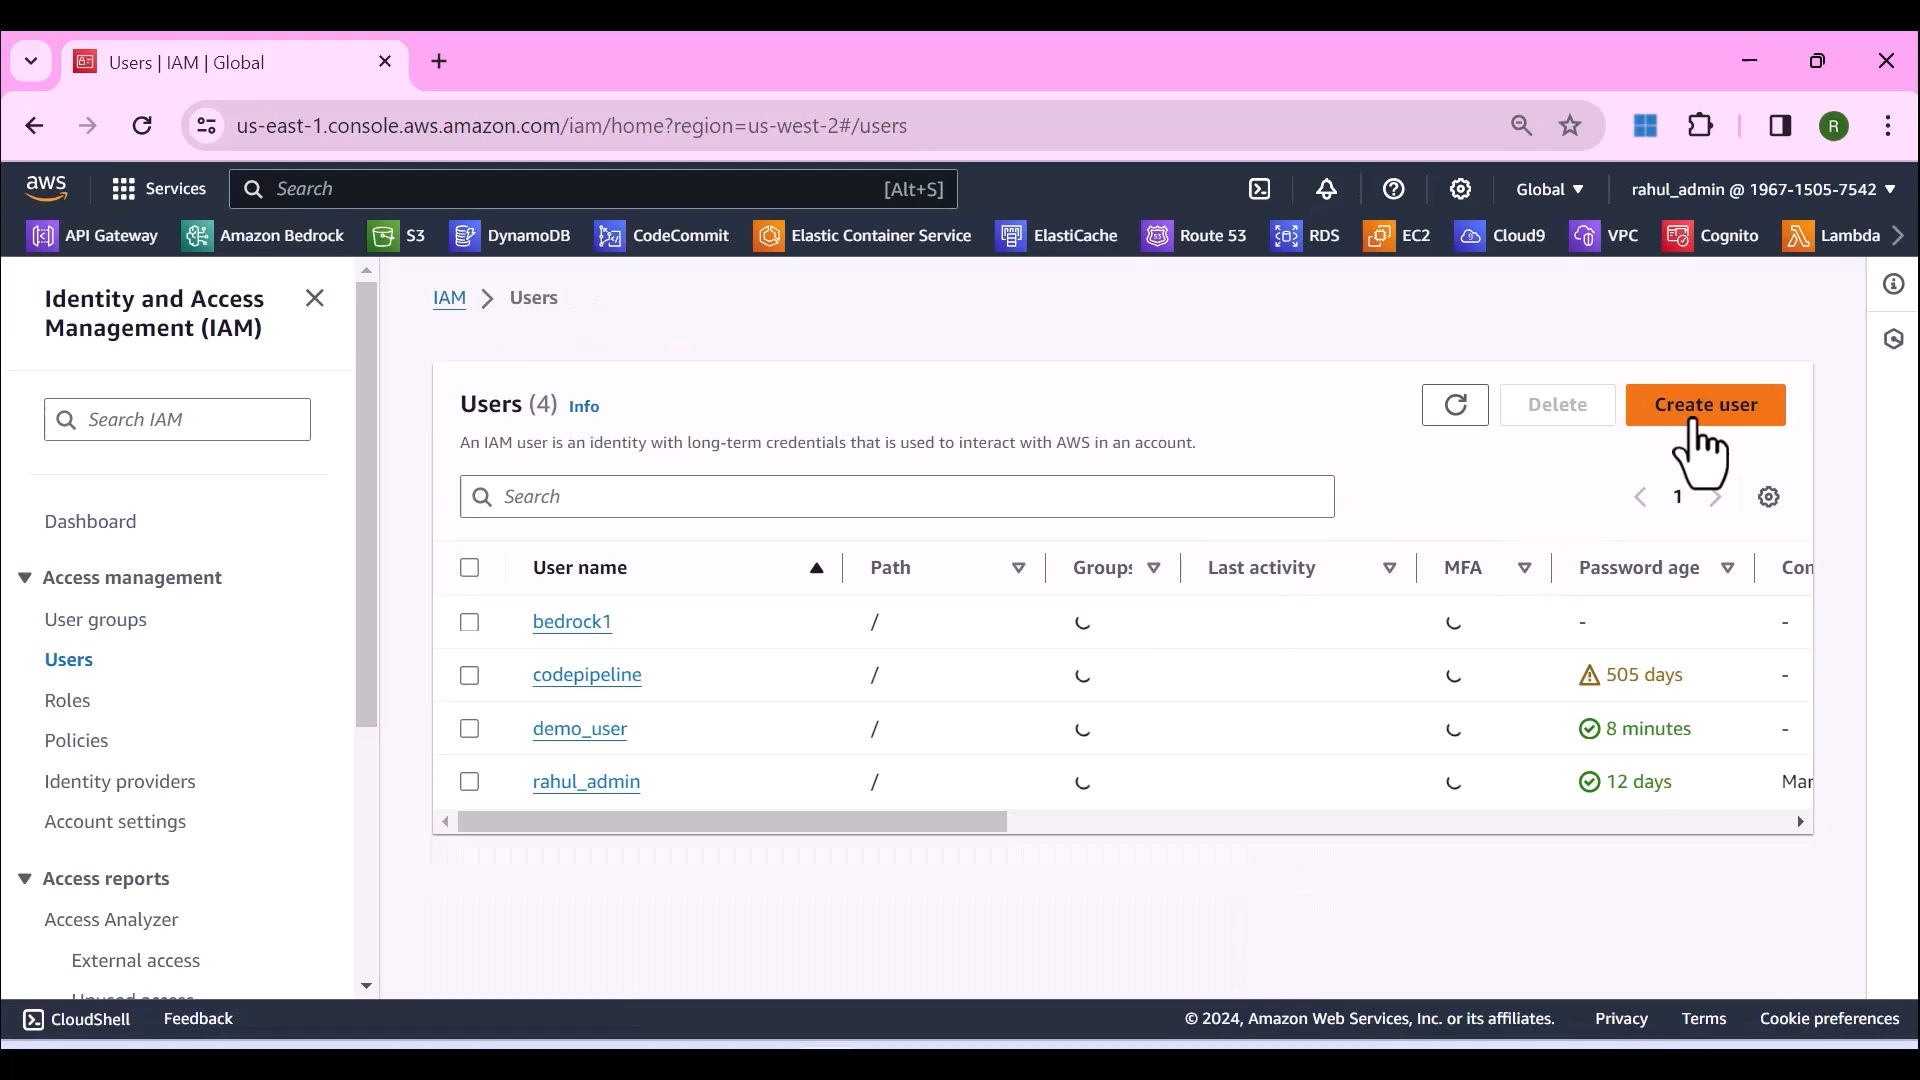 Users | IAM | Global
us-east-1.console.aws.amazon.com/iam/home?region=us-west-2#/users
R
aws
Services
Search
[Alt+S]
Global
rahul_admin @ 1967-1505-7542
API Gateway
Amazon Bedrock
S3
DynamoDB
CodeCommit
Elastic Container Service
ElastiCache
Route 53
RDS
EC2
Cloud9
VPC
Cognito
Lambda
Identity and Access
Management (IAM)
Search IAM
Dashboard
Access management
User groups
Users
Roles
Policies
Identity providers
Account settings
Access reports
Access Analyzer
External access
Unused access
IAM > Users
Users (4) Info
Delete
Create user
An IAM user is an identity with long-term credentials that is used to interact with AWS in an account.
Search
1
User name Path Groups Last activity MFA Password age Con
bedrock1 / - -
codepipeline / 505 days -
demo_user / 8 minutes -
rahul_admin / 12 days Mar
CloudShell
Feedback
© 2024, Amazon Web Services, Inc. or its affiliates.
Privacy
Terms
Cookie preferences